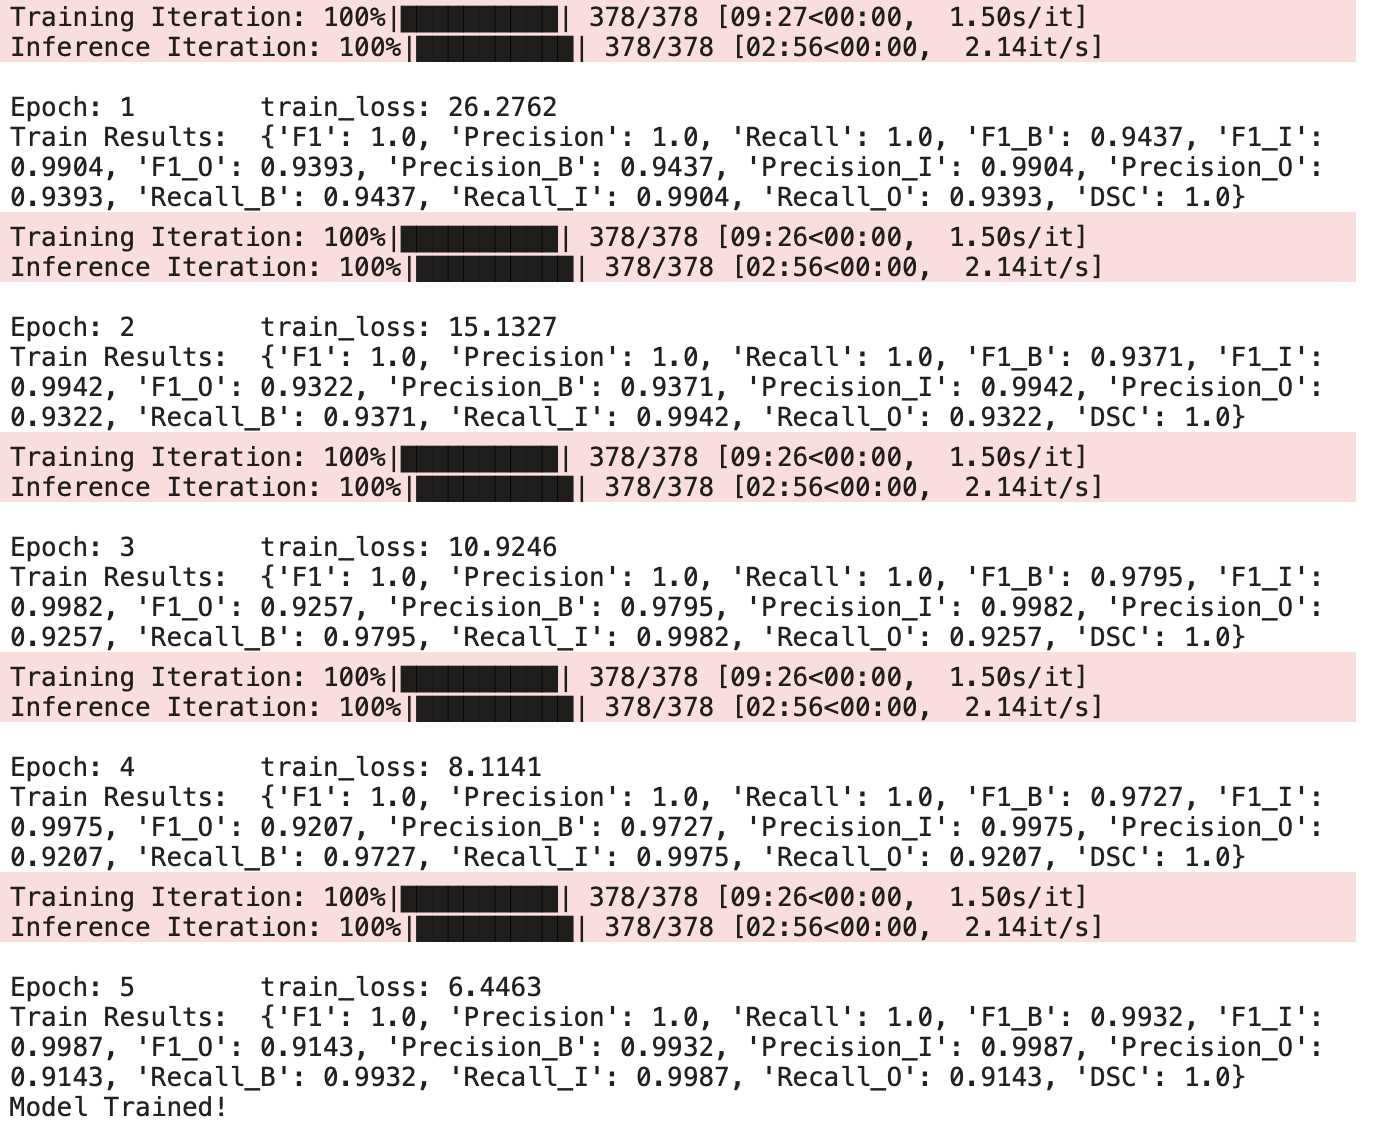 Training Iteration: 100%|██████████| 378/378 [09:27<00:00,  1.50s/it]
Inference Iteration: 100%|██████████| 378/378 [02:56<00:00,  2.14it/s]
Epoch: 1        train_loss: 26.2762
Train Results:  {'F1': 1.0, 'Precision': 1.0, 'Recall': 1.0, 'F1_B': 0.9437, 'F1_I':
0.9904, 'F1_O': 0.9393, 'Precision_B': 0.9437, 'Precision_I': 0.9904, 'Precision_O':
0.9393, 'Recall_B': 0.9437, 'Recall_I': 0.9904, 'Recall_O': 0.9393, 'DSC': 1.0}
Training Iteration: 100%|██████████| 378/378 [09:26<00:00,  1.50s/it]
Inference Iteration: 100%|██████████| 378/378 [02:56<00:00,  2.14it/s]
Epoch: 2        train_loss: 15.1327
Train Results:  {'F1': 1.0, 'Precision': 1.0, 'Recall': 1.0, 'F1_B': 0.9371, 'F1_I':
0.9942, 'F1_O': 0.9322, 'Precision_B': 0.9371, 'Precision_I': 0.9942, 'Precision_O':
0.9322, 'Recall_B': 0.9371, 'Recall_I': 0.9942, 'Recall_O': 0.9322, 'DSC': 1.0}
Training Iteration: 100%|██████████| 378/378 [09:26<00:00,  1.50s/it]
Inference Iteration: 100%|██████████| 378/378 [02:56<00:00,  2.14it/s]
Epoch: 3        train_loss: 10.9246
Train Results:  {'F1': 1.0, 'Precision': 1.0, 'Recall': 1.0, 'F1_B': 0.9795, 'F1_I':
0.9982, 'F1_O': 0.9257, 'Precision_B': 0.9795, 'Precision_I': 0.9982, 'Precision_O':
0.9257, 'Recall_B': 0.9795, 'Recall_I': 0.9982, 'Recall_O': 0.9257, 'DSC': 1.0}
Training Iteration: 100%|██████████| 378/378 [09:26<00:00,  1.50s/it]
Inference Iteration: 100%|██████████| 378/378 [02:56<00:00,  2.14it/s]
Epoch: 4        train_loss: 8.1141
Train Results:  {'F1': 1.0, 'Precision': 1.0, 'Recall': 1.0, 'F1_B': 0.9727, 'F1_I':
0.9975, 'F1_O': 0.9207, 'Precision_B': 0.9727, 'Precision_I': 0.9975, 'Precision_O':
0.9207, 'Recall_B': 0.9727, 'Recall_I': 0.9975, 'Recall_O': 0.9207, 'DSC': 1.0}
Training Iteration: 100%|██████████| 378/378 [09:26<00:00,  1.50s/it]
Inference Iteration: 100%|██████████| 378/378 [02:56<00:00,  2.14it/s]
Epoch: 5        train_loss: 6.4463
Train Results:  {'F1': 1.0, 'Precision': 1.0, 'Recall': 1.0, 'F1_B': 0.9932, 'F1_I':
0.9987, 'F1_O': 0.9143, 'Precision_B': 0.9932, 'Precision_I': 0.9987, 'Precision_O':
0.9143, 'Recall_B': 0.9932, 'Recall_I': 0.9987, 'Recall_O': 0.9143, 'DSC': 1.0}
Model Trained!